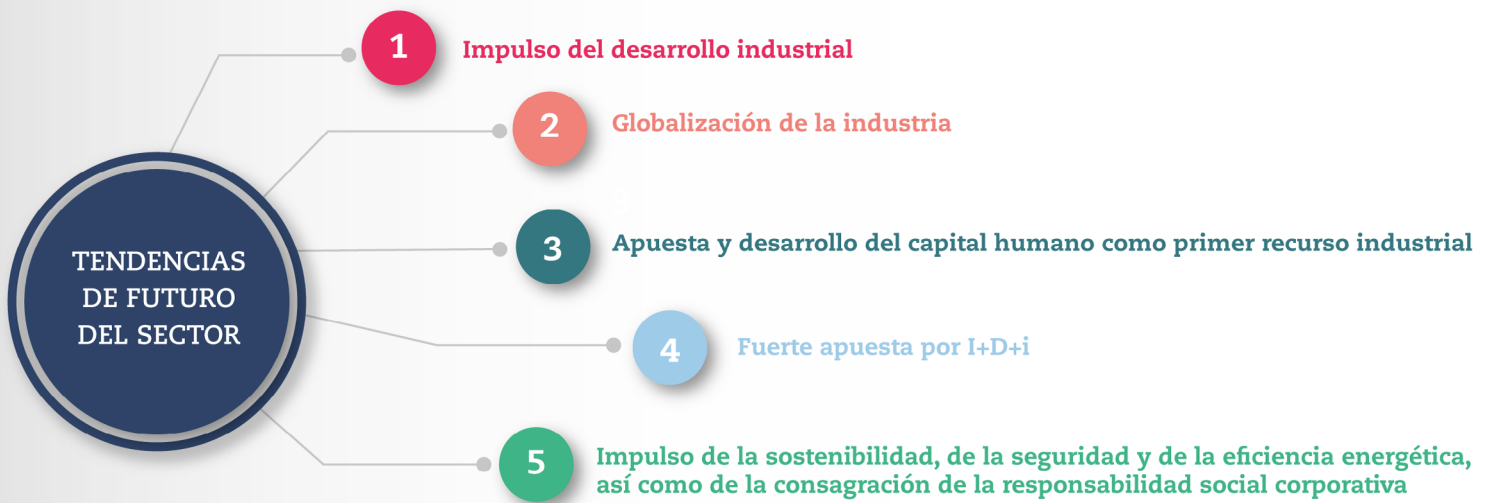 1
Impulso del desarrollo industrial
2
Globalización de la industria
TENDENCIAS
DE FUTURO
DEL SECTOR
3
Apuesta y desarrollo del capital humano como primer recurso industrial
4
Fuerte apuesta por I+D+i
5
Impulso de la sostenibilidad, de la seguridad y de la eficiencia energética,
así como de la consagración de la responsabilidad social corporativa